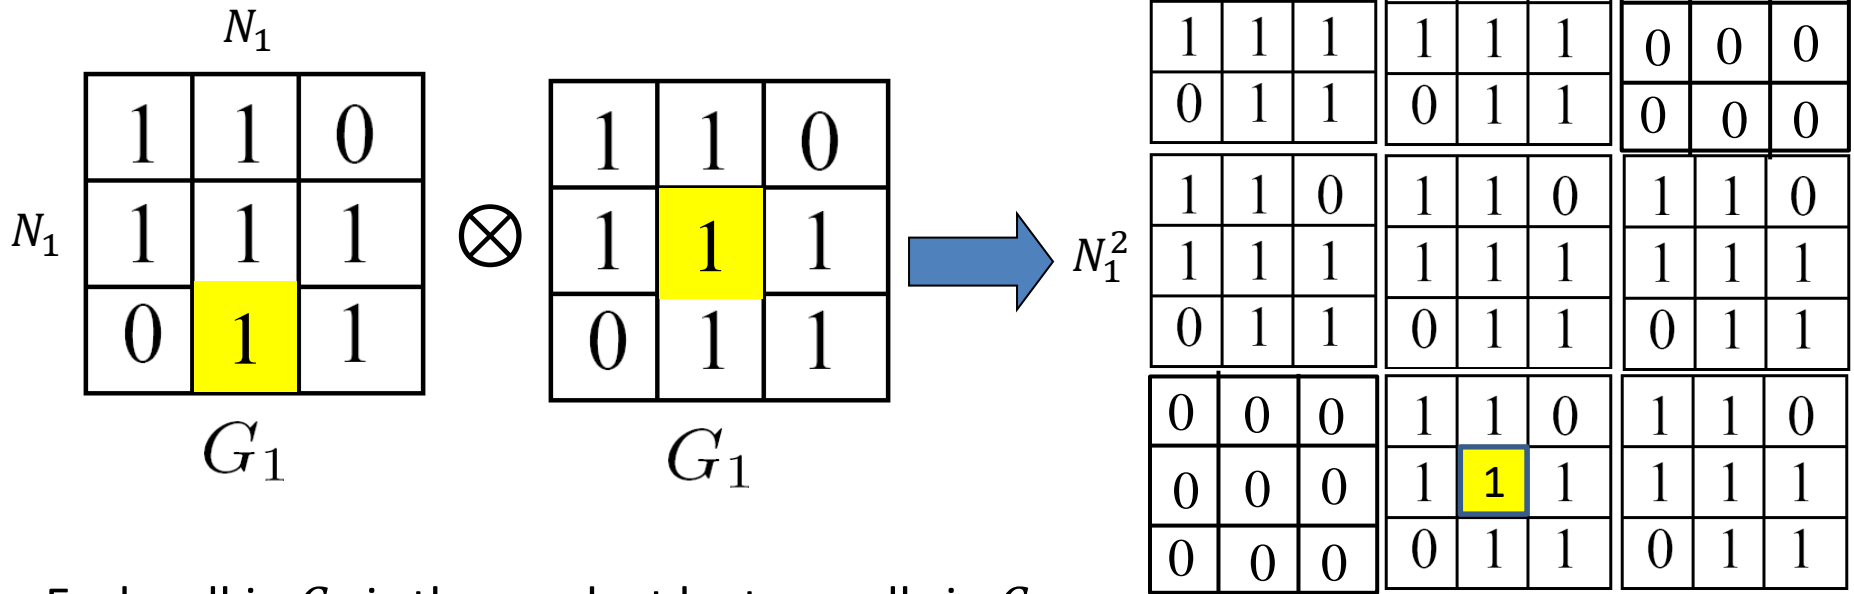 N₁
1 1 0
1 1 1
0 1 1
G₁
N₁
⊗
1 1 0
1 1 1
0 1 1
G₁
N₁²
1 1 1 1 1 1 0 0 0
0 1 1 0 1 1 0 0 0
1 1 0 1 1 0 1 1 0
1 1 1 1 1 1 1 1 1
0 1 1 0 1 1 0 1 1
0 0 0 1 1 0 1 1 0
0 0 0 1 1 1 1 1 1
0 0 0 0 1 1 0 1 1